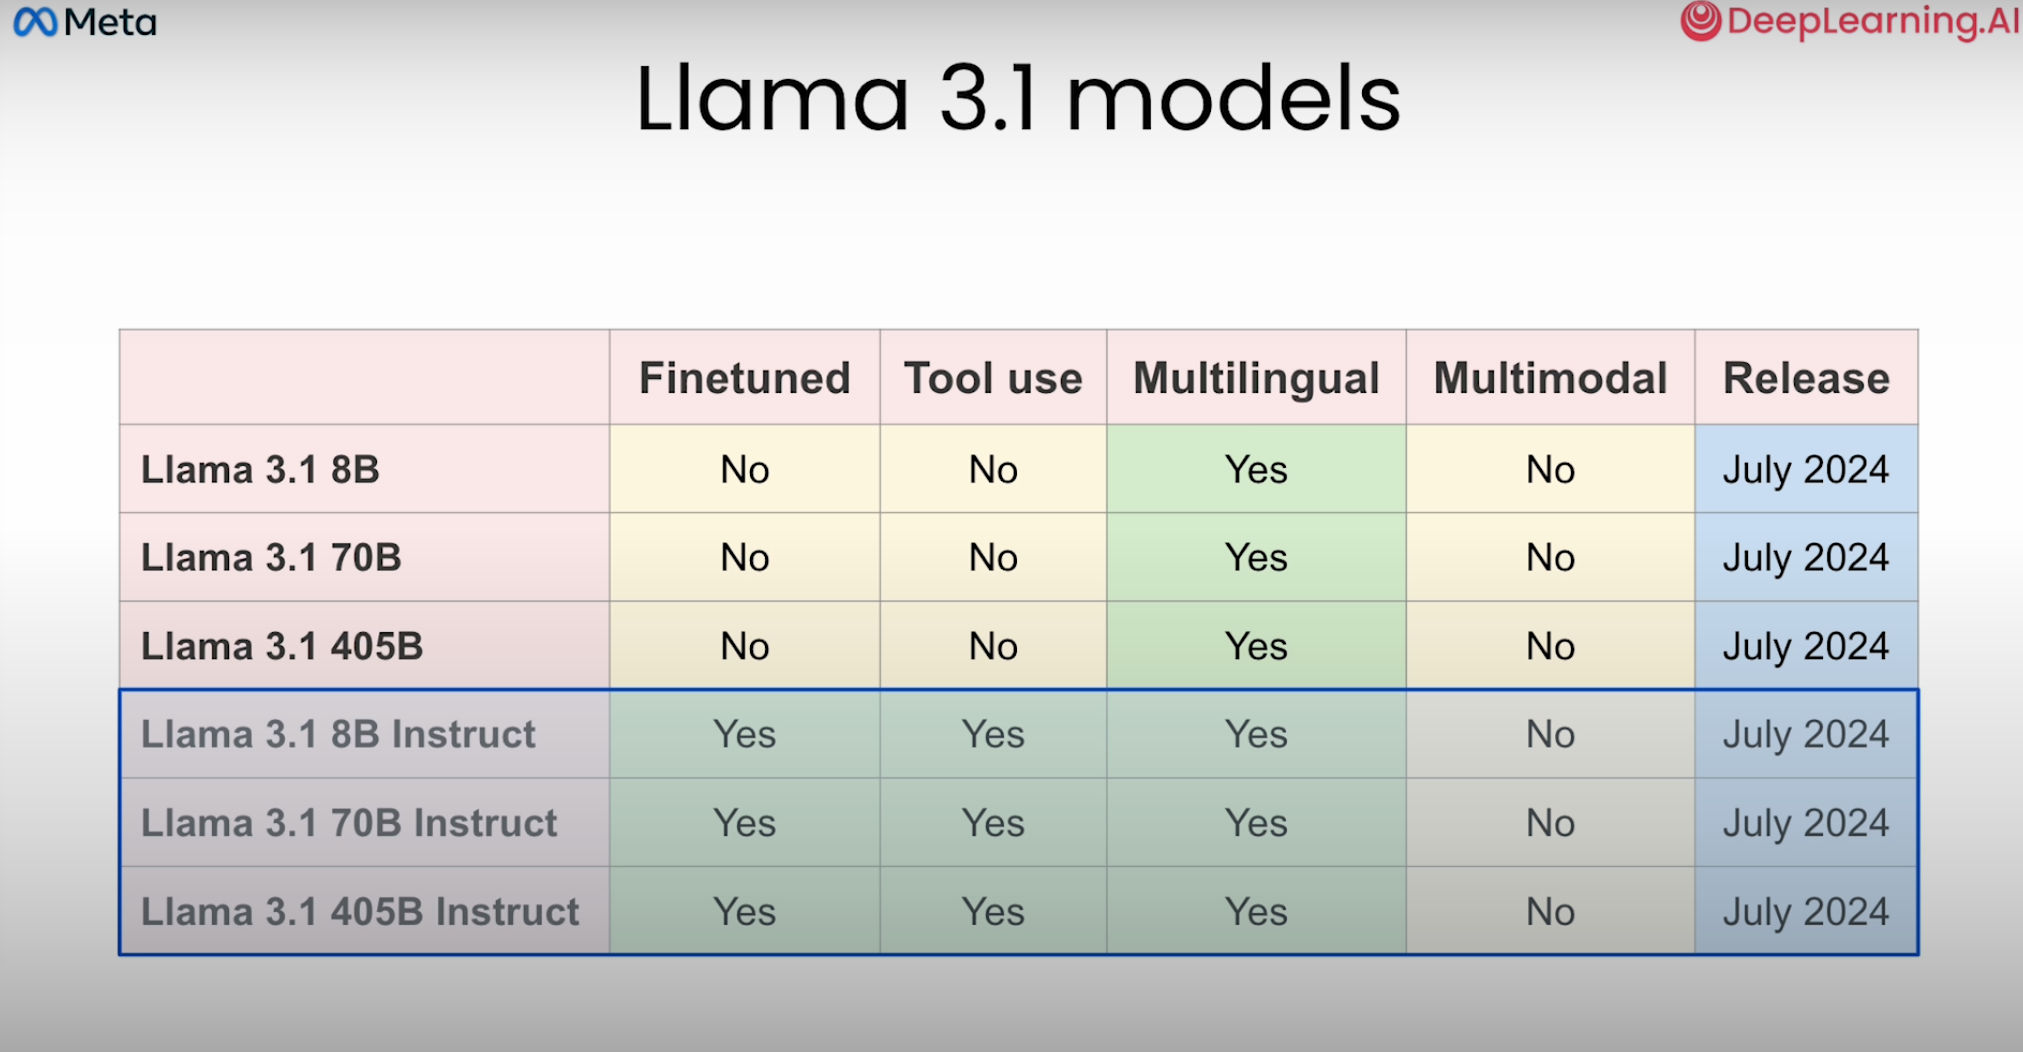 Meta
DeepLearning.AI
Llama 3.1 models
Finetuned Tool use Multilingual Multimodal Release
Llama 3.1 8B No No Yes No July 2024
Llama 3.1 70B No No Yes No July 2024
Llama 3.1 405B No No Yes No July 2024
Llama 3.1 8B Instruct Yes Yes Yes No July 2024
Llama 3.1 70B Instruct Yes Yes Yes No July 2024
Llama 3.1 405B Instruct Yes Yes Yes No July 2024